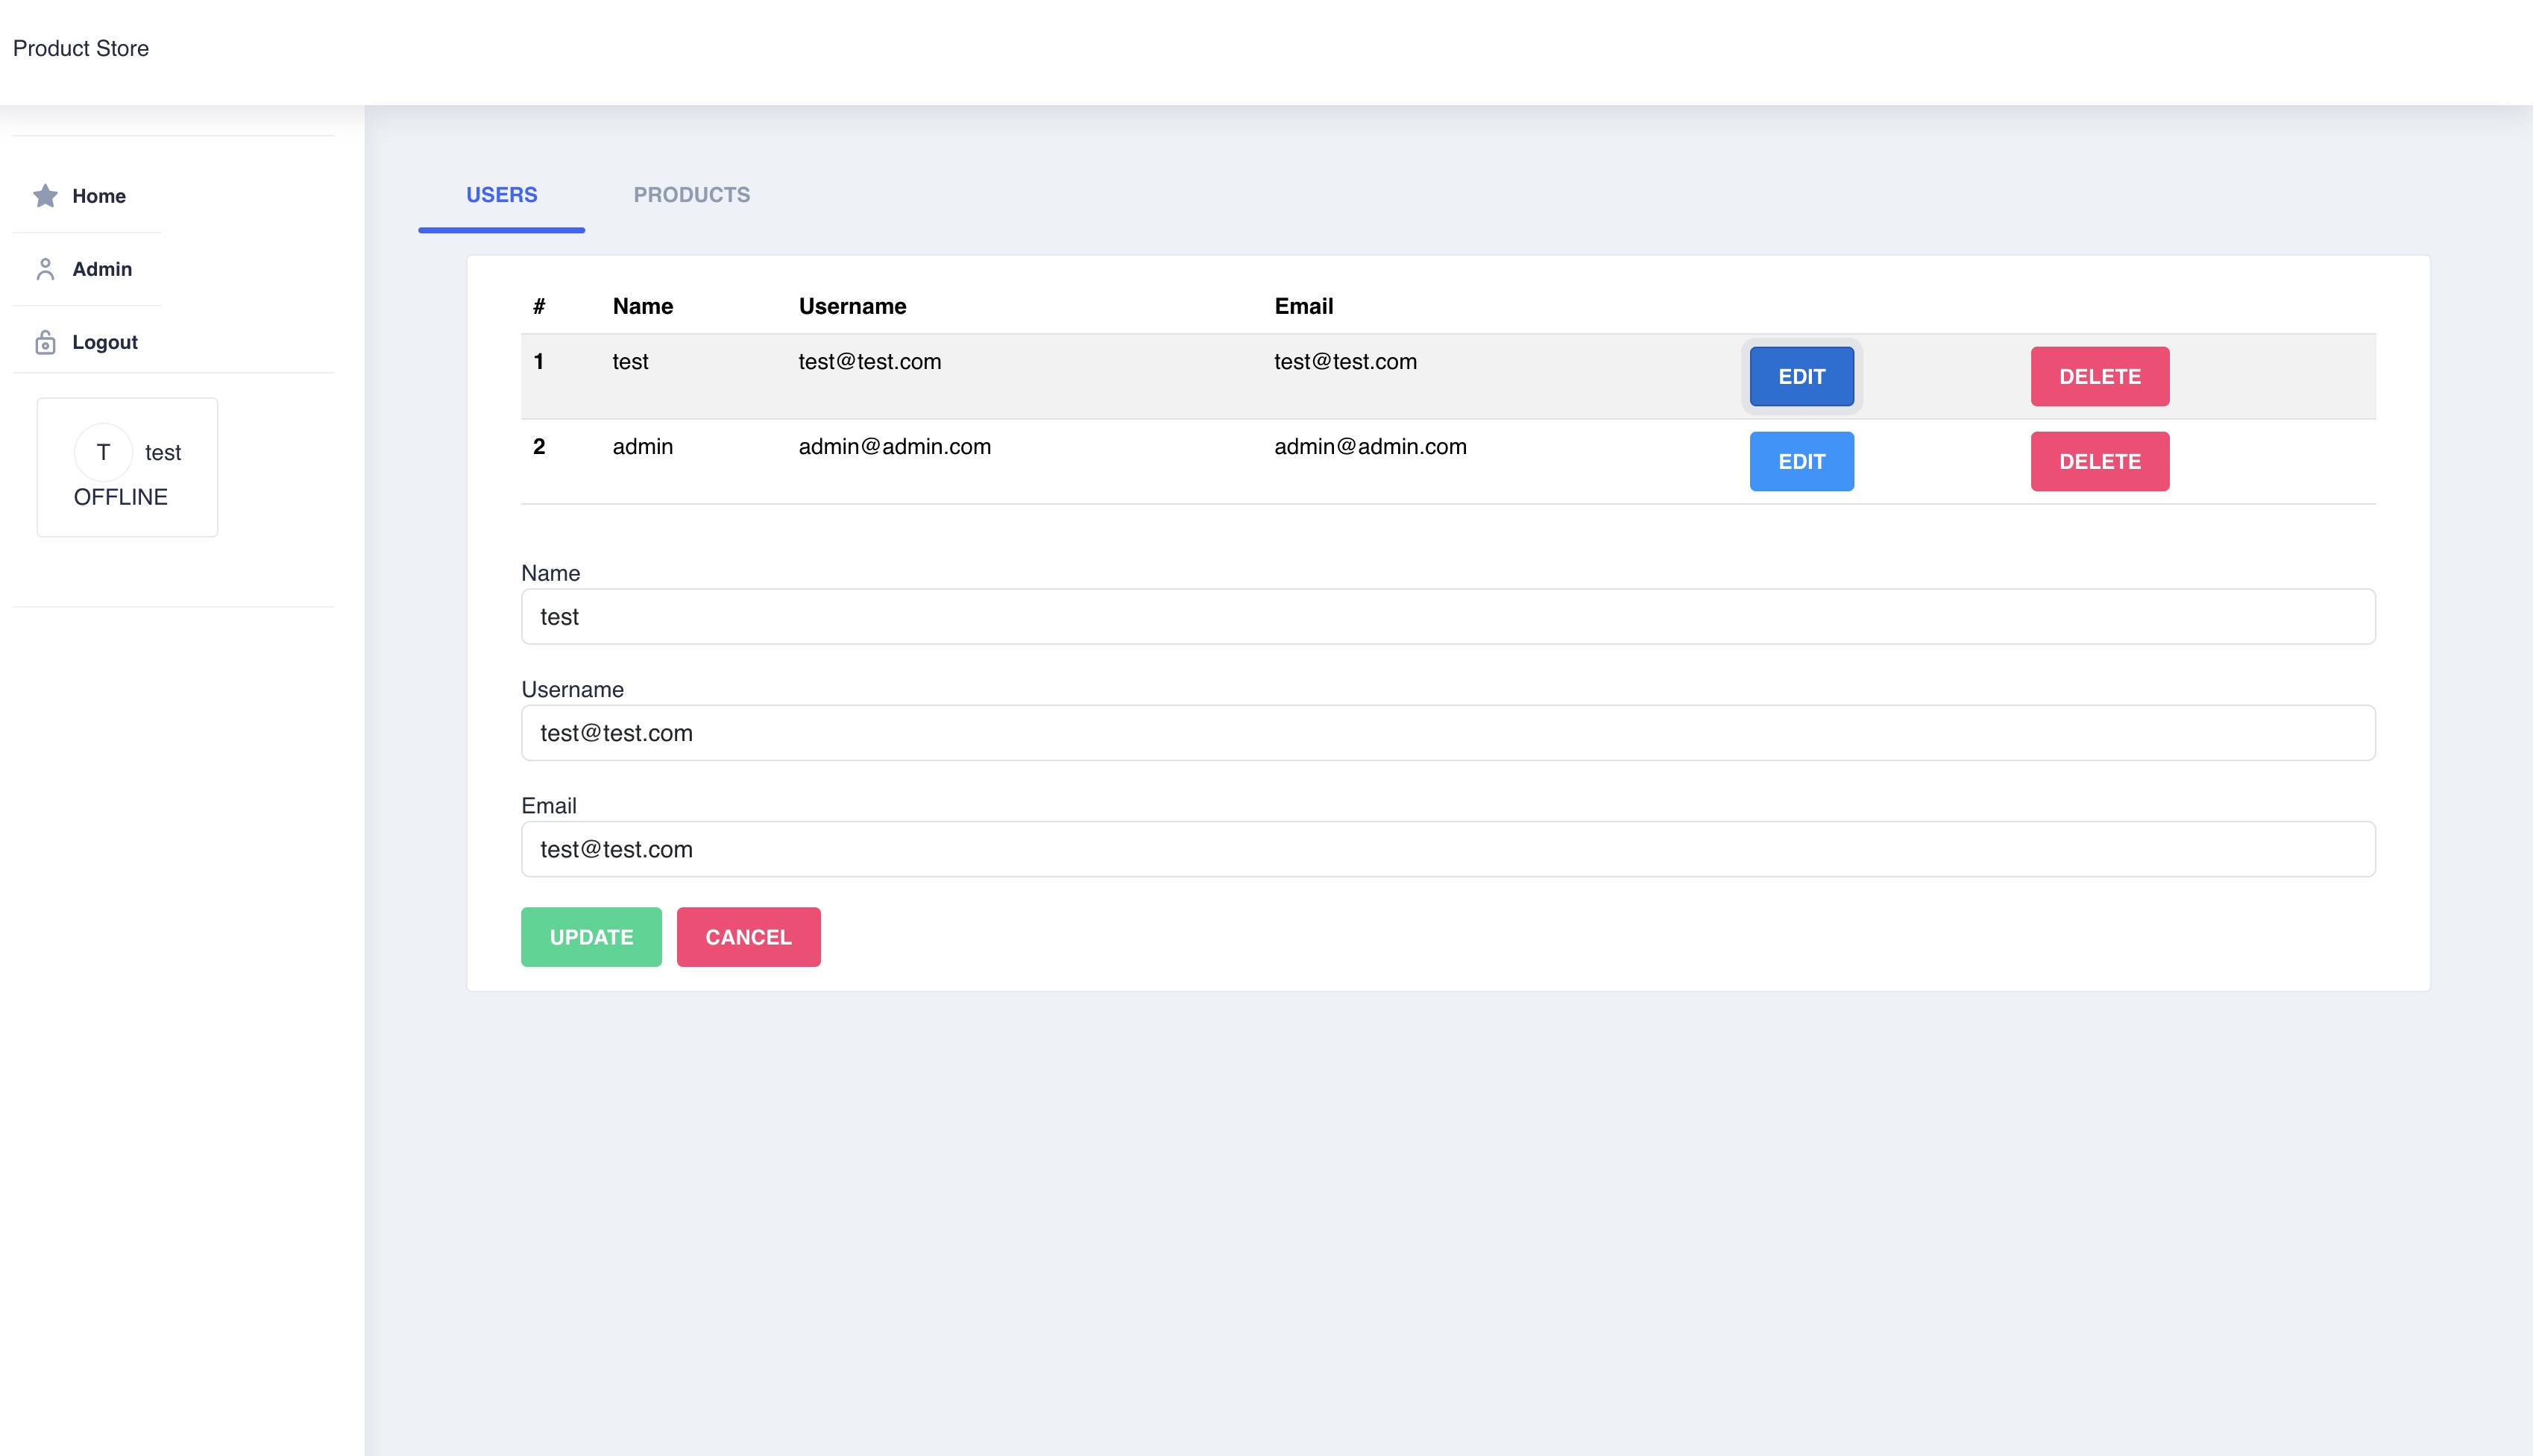 Product Store
Home
Admin
Logout
T test
OFFLINE
USERS PRODUCTS
# Name Username Email
1 test test@test.com test@test.com EDIT DELETE
2 admin admin@admin.com admin@admin.com EDIT DELETE
Name
test
Username
test@test.com
Email
test@test.com
UPDATE CANCEL